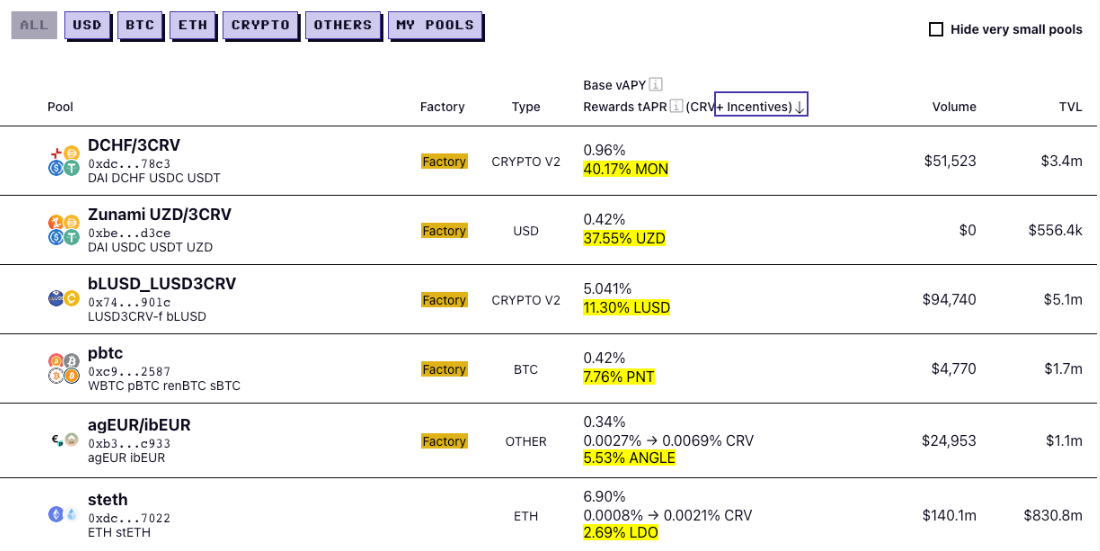 ALL USD BTC ETH CRYPTO OTHERS MY POOLS
Hide very small pools
Base vAPY
Pool Factory Type Rewards tAPR (CRV+ Incentives) ↓ Volume TVL
DCHF/3CRV
0xdc...78c3
DAI DCHF USDC USDT
Factory
CRYPTO V2
0.96%
40.17% MON
$51,523
$3.4m
Zunami UZD/3CRV
0xbe...d3ce
DAI USDC USDT UZD
Factory
USD
0.42%
37.55% UZD
$0
$556.4k
bLUSD_LUSD3CRV
0x74...901c
LUSD3CRV-f bLUSD
Factory
CRYPTO V2
5.041%
11.30% LUSD
$94,740
$5.1m
pbtc
0xc9...2587
WBTC pBTC renBTC sBTC
Factory
BTC
0.42%
7.76% PNT
$4,770
$1.7m
agEUR/ibEUR
0xb3...c933
agEUR ibEUR
Factory
OTHER
0.34%
0.0027% → 0.0069% CRV
5.53% ANGLE
$24,953
$1.1m
steth
0xdc...7022
ETH stETH
ETH
6.90%
0.0008% → 0.0021% CRV
2.69% LDO
$140.1m
$830.8m